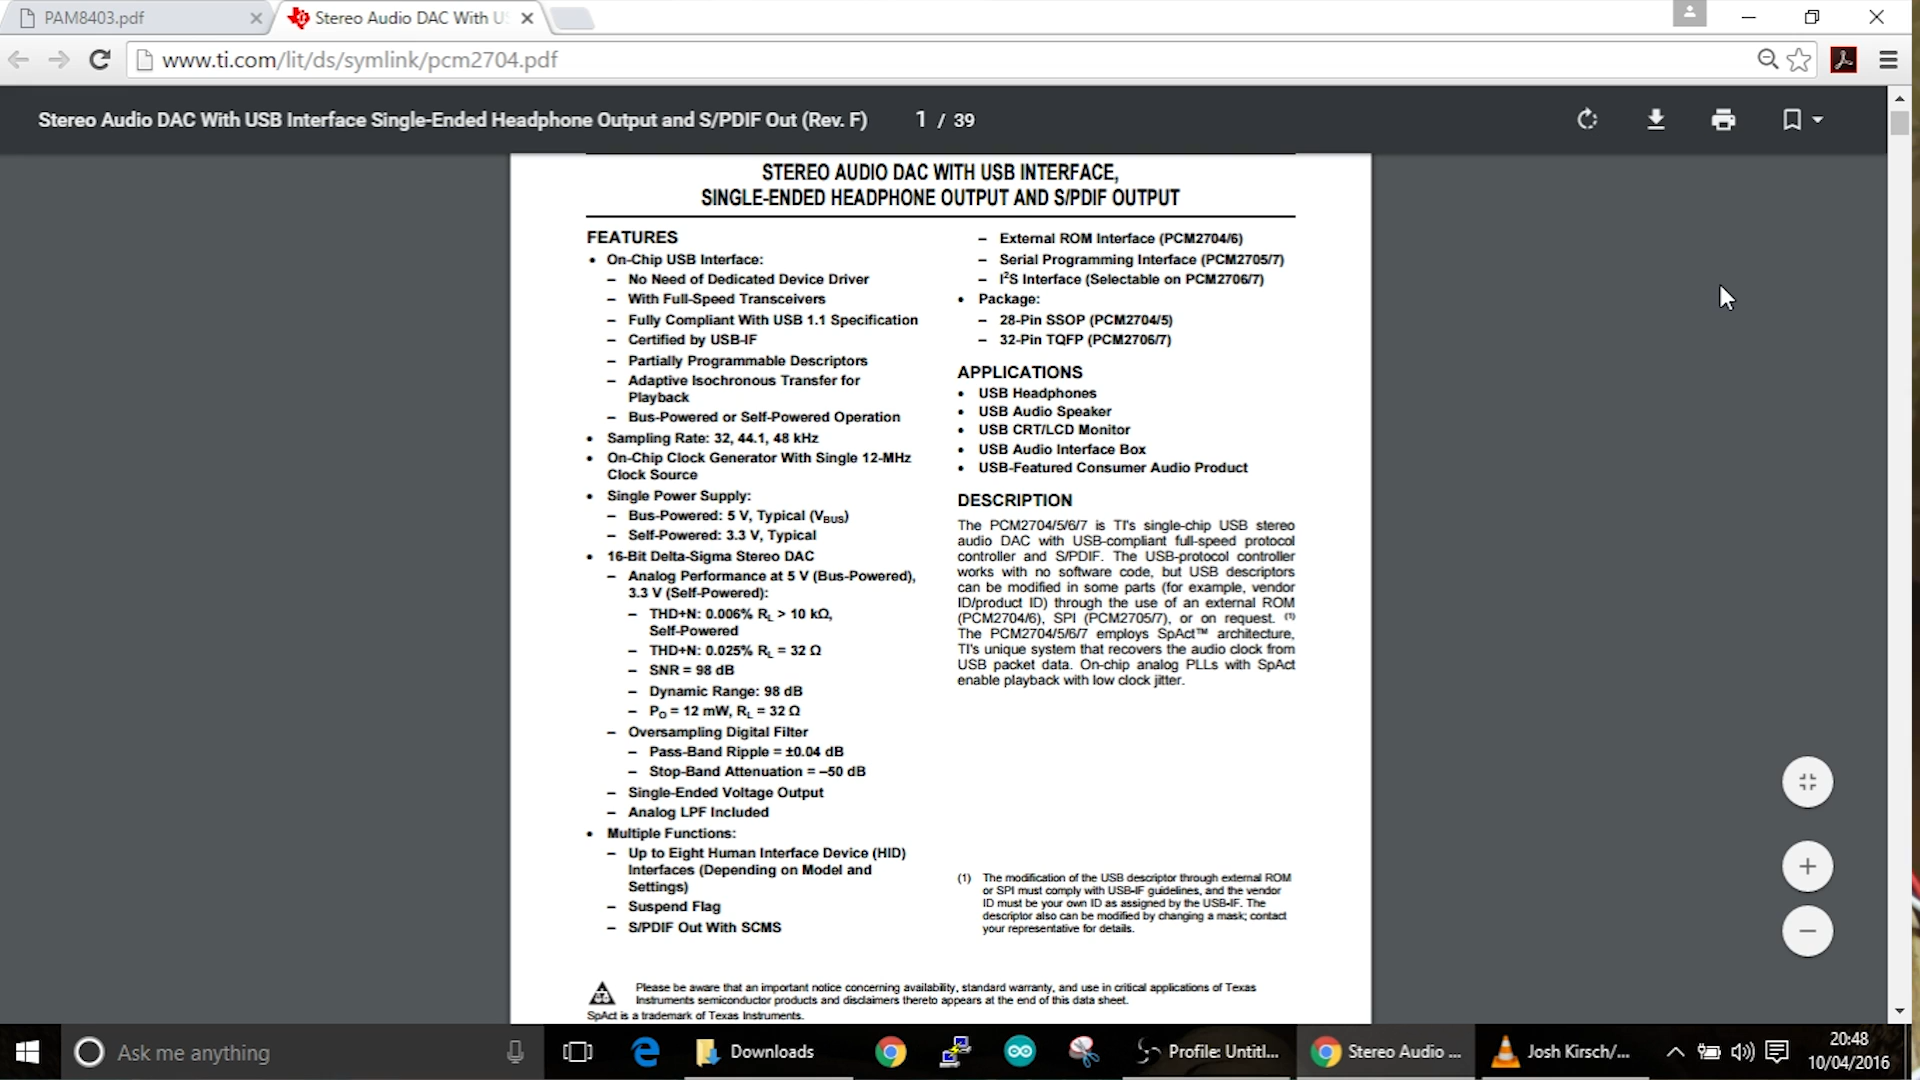 PAM8403.pdf
Stereo Audio DAC With US
www.ti.com/lit/ds/symlink/pcm2704.pdf
Stereo Audio DAC With USB Interface Single-Ended Headphone Output and S/PDIF Out (Rev. F)
1 / 39
STEREO AUDIO DAC WITH USB INTERFACE,
SINGLE-ENDED HEADPHONE OUTPUT AND S/PDIF OUTPUT
FEATURES
• On-Chip USB Interface:
– No Need of Dedicated Device Driver
– With Full-Speed Transceivers
– Fully Compliant With USB 1.1 Specification
– Certified by USB-IF
– Partially Programmable Descriptors
– Adaptive Isochronous Transfer for
Playback
– Bus-Powered or Self-Powered Operation
• Sampling Rate: 32, 44.1, 48 kHz
• On-Chip Clock Generator With Single 12-MHz
Clock Source
• Single Power Supply:
– Bus-Powered: 5 V, Typical (VBUS)
– Self-Powered: 3.3 V, Typical
• 16-Bit Delta-Sigma Stereo DAC
– Analog Performance at 5 V (Bus-Powered),
3.3 V (Self-Powered):
– THD+N: 0.006% RL > 10 kΩ,
Self-Powered
– THD+N: 0.025% RL = 32 Ω
– SNR = 98 dB
– Dynamic Range: 98 dB
– PO = 12 mW, RL = 32 Ω
– Oversampling Digital Filter
– Pass-Band Ripple = ±0.04 dB
– Stop-Band Attenuation = –50 dB
– Single-Ended Voltage Output
– Analog LPF Included
• Multiple Functions:
– Up to Eight Human Interface Device (HID)
Interfaces (Depending on Model and
Settings)
– Suspend Flag
– S/PDIF Out With SCMS
– External ROM Interface (PCM2704/6)
– Serial Programming Interface (PCM2705/7)
– I²S Interface (Selectable on PCM2706/7)
• Package:
– 28-Pin SSOP (PCM2704/5)
– 32-Pin TQFP (PCM2706/7)
APPLICATIONS
• USB Headphones
• USB Audio Speaker
• USB CRT/LCD Monitor
• USB Audio Interface Box
• USB-Featured Consumer Audio Product
DESCRIPTION
The PCM2704/5/6/7 is TI's single-chip USB stereo
audio DAC with USB-compliant full-speed protocol
controller and S/PDIF. The USB-protocol controller
works with no software code, but USB descriptors
can be modified in some parts (for example, vendor
ID/product ID) through the use of an external ROM
(PCM2704/6), SPI (PCM2705/7), or on request. (1)
The PCM2704/5/6/7 employs SpAct™ architecture,
TI's unique system that recovers the audio clock from
USB packet data. On-chip analog PLLs with SpAct
enable playback with low clock jitter.
(1) The modification of the USB descriptor through external ROM
or SPI must comply with USB-IF guidelines, and the vendor
ID must be your own ID as assigned by the USB-IF. The
descriptor also can be modified by changing a mask; contact
your representative for details.
Please be aware that an important notice concerning availability, standard warranty, and use in critical applications of Texas
Instruments semiconductor products and disclaimers thereto appears at the end of this data sheet.
SpAct is a trademark of Texas Instruments.
Ask me anything
Downloads
Profile: Untitl...
Stereo Audio ...
Josh Kirsch/...
20:48
10/04/2016